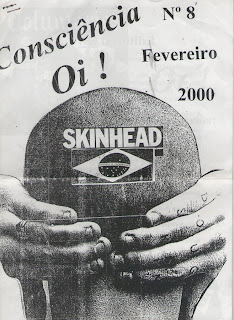 Consciência Nº 8
Oi ! Fevereiro
2000
SKINHEAD